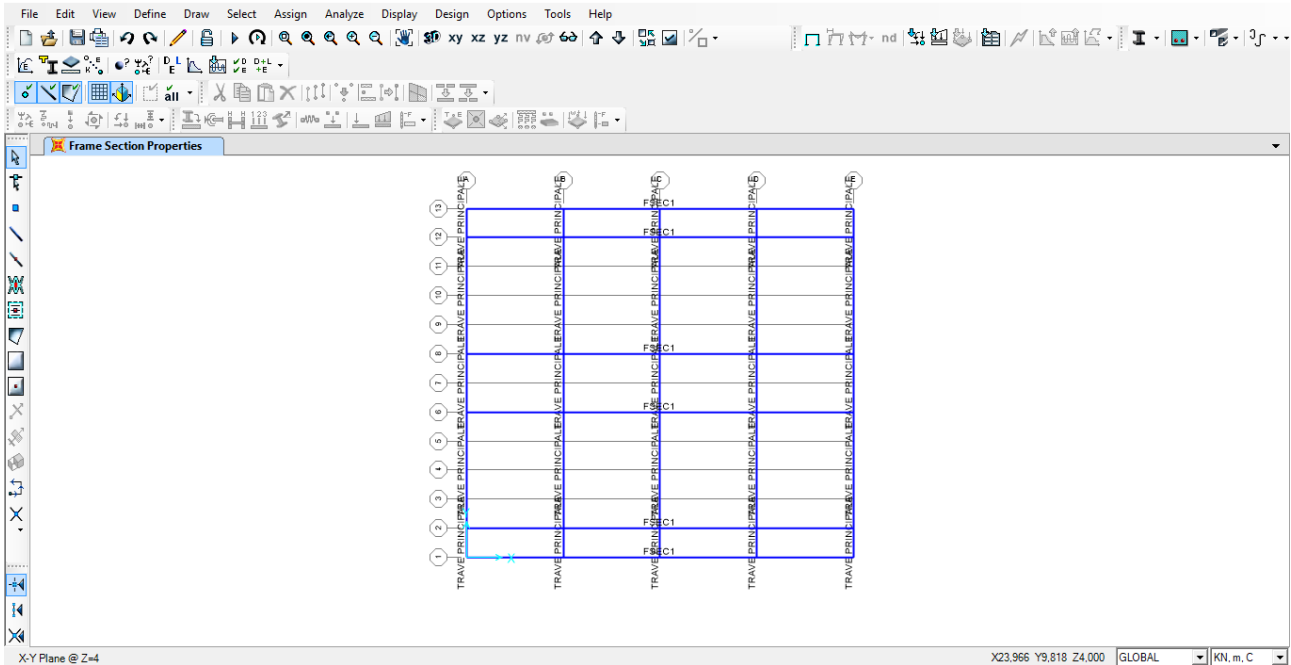 File Edit View Define Draw Select Assign Analyze Display Design Options Tools Help
3D xy xz yz nv nd
all
Frame Section Properties
A B C D E
13 FSEC1
12 FSEC1
11
10
9
8 FSEC1
7
6 FSEC1
5
4
3
2 FSEC1
1 FSEC1
X
TRAVE PRINCIPALE TRAVE PRINCIPALE TRAVE PRINCIPALE TRAVE PRINCIPALE TRAVE PRINCIPALE
X-Y Plane @ Z=4 X23,966 Y9,818 Z4,000 GLOBAL KN, m, C